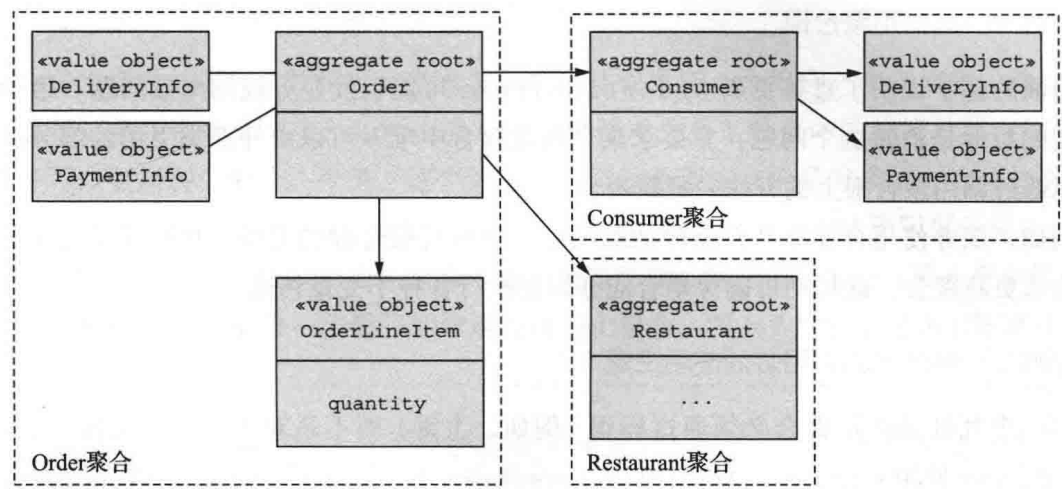 «value object»
DeliveryInfo
«value object»
PaymentInfo
«aggregate root»
Order
«value object»
OrderLineItem
quantity
Order聚合
«aggregate root»
Consumer
«value object»
DeliveryInfo
«value object»
PaymentInfo
Consumer聚合
«aggregate root»
Restaurant
...
Restaurant聚合